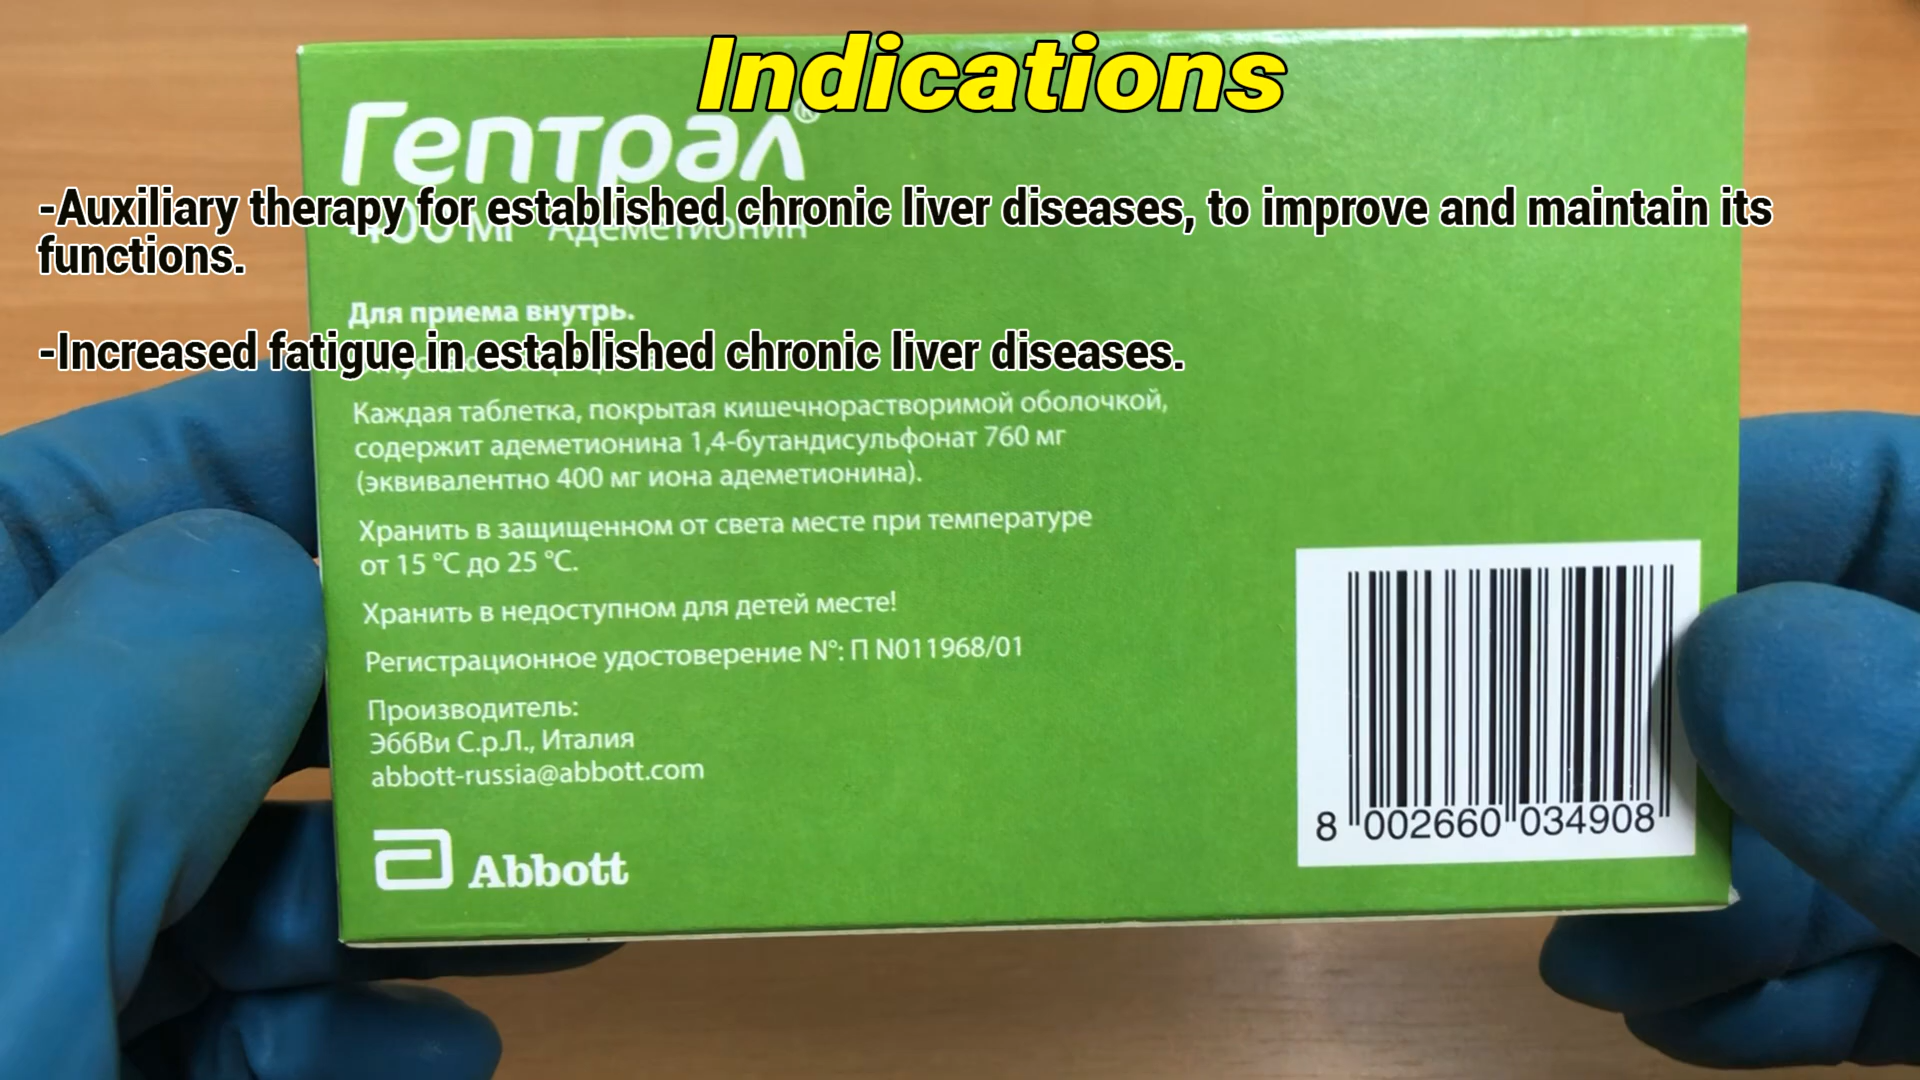 Indications
Гептрал®
-Auxiliary therapy for established chronic liver diseases, to improve and maintain its
functions.
400 мг Адеметионин
Для приема внутрь.
-Increased fatigue in established chronic liver diseases.
Каждая таблетка, покрытая кишечнорастворимой оболочкой,
содержит адеметионина 1,4-бутандисульфонат 760 мг
(эквивалентно 400 мг иона адеметионина).
Хранить в защищенном от света месте при температуре
от 15 °С до 25 °С.
Хранить в недоступном для детей месте!
Регистрационное удостоверение N°: П N011968/01
Производитель:
ЭббВи С.р.Л., Италия
abbott-russia@abbott.com
Abbott
8 002660 034908